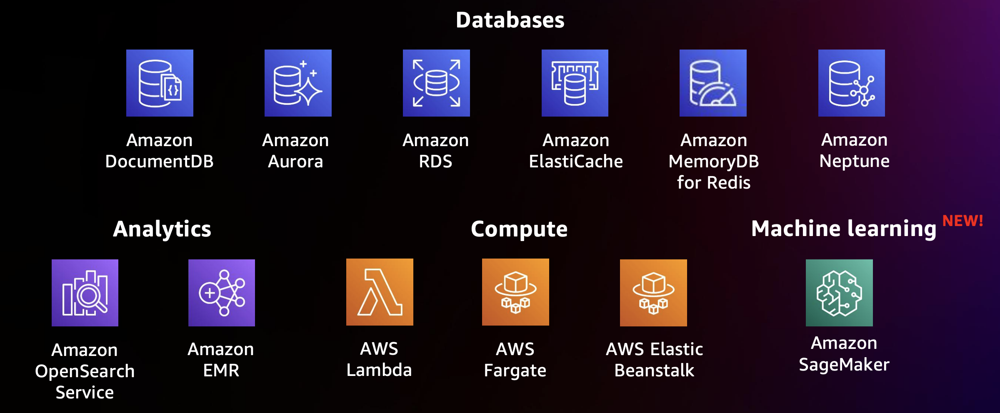 Databases
Amazon
DocumentDB
Amazon
Aurora
Amazon
RDS
Amazon
ElastiCache
Amazon
MemoryDB
for Redis
Amazon
Neptune
Analytics
Amazon
OpenSearch
Service
Amazon
EMR
Compute
AWS
Lambda
AWS
Fargate
AWS Elastic
Beanstalk
Machine learning NEW!
Amazon
SageMaker